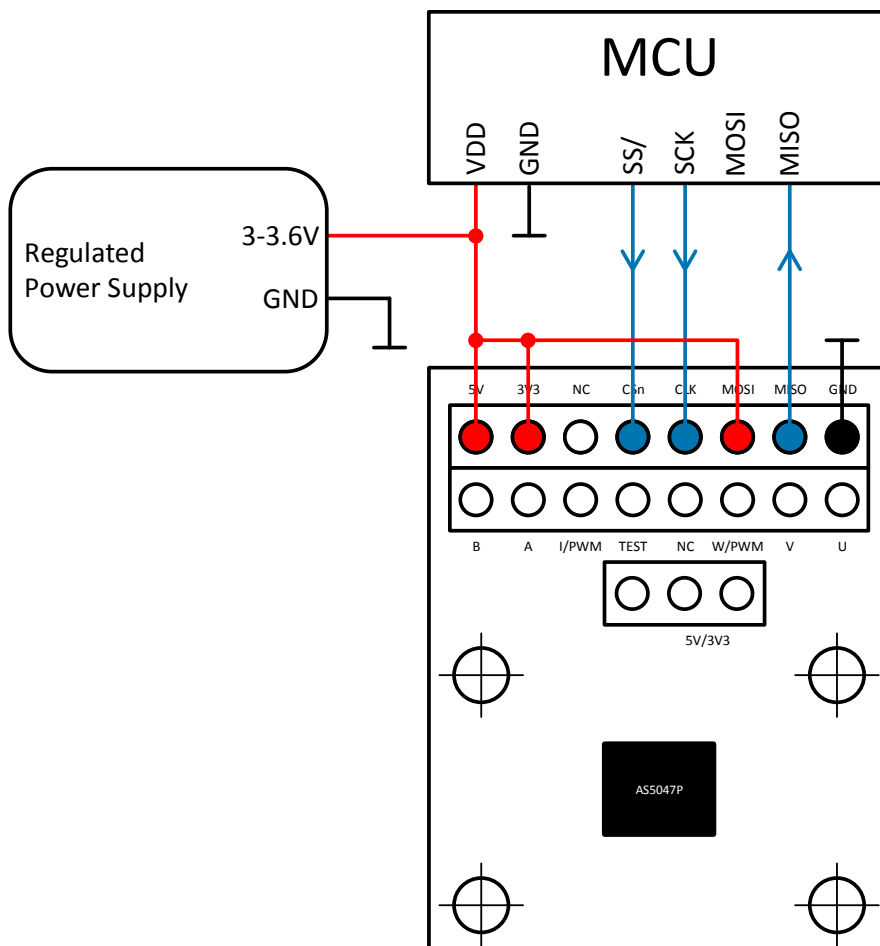 MCU
VDD
GND
SS/
SCK
MOSI
MISO
Regulated
Power Supply
3-3.6V
GND
5V 3V3 NC CSn CLK MOSI MISO GND
B A I/PWM TEST NC W/PWM V U
5V/3V3
AS5047P